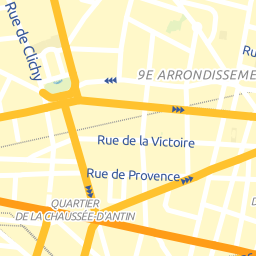 Rue de Clichy
Ru
9E ARRONDISSEME
Rue de la Victoire
Rue de Provence
QUARTIER
DE LA CHAUSSÉE-D'ANTIN